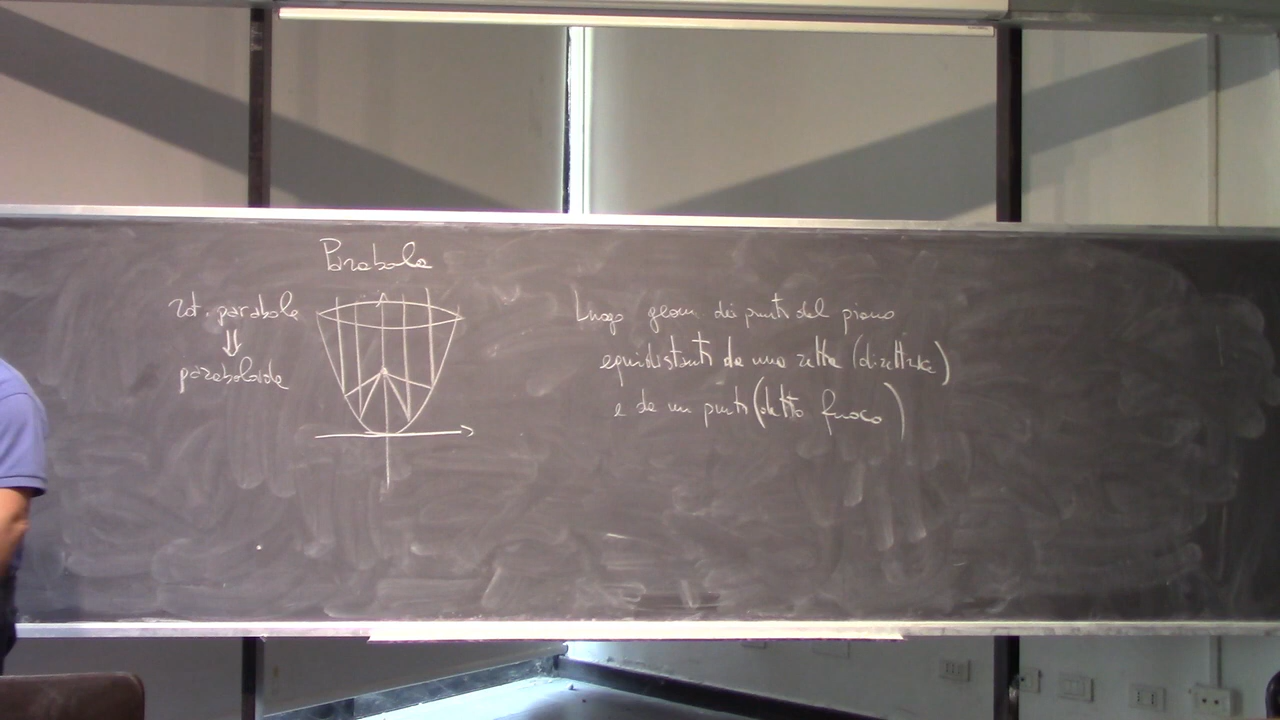 Parabola
rot. parabola
⇓
paraboloide
Luogo geom dei punti del piano
equidistanti da una retta (direttrice)
e da un punto (detto fuoco)